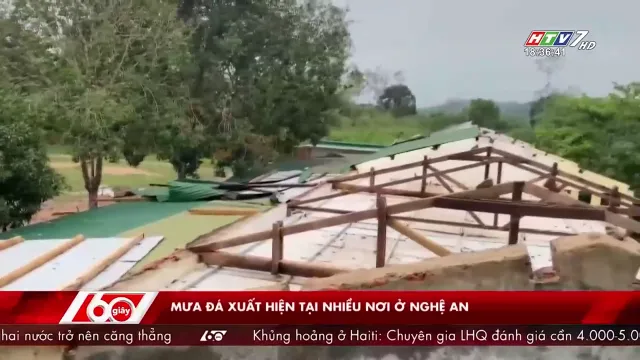 HTV7 HD
18:36:41
60 giây
MƯA ĐÁ XUẤT HIỆN TẠI NHIỀU NƠI Ở NGHỆ AN
hai nước trở nên căng thẳng 60 Khủng hoảng ở Haiti: Chuyên gia LHQ đánh giá cần 4.000-5.0